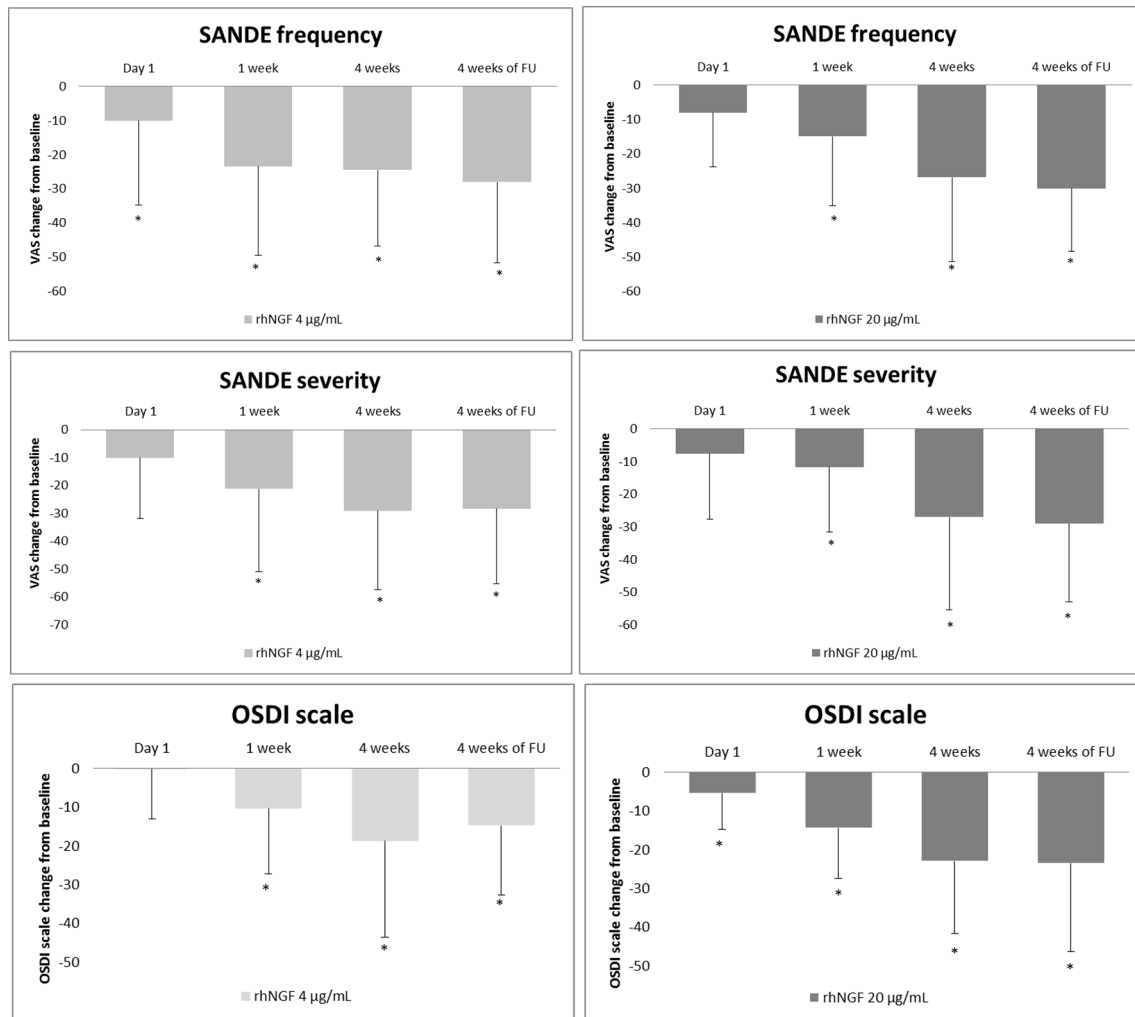 SANDE frequency
Day 1 1 week 4 weeks 4 weeks of FU
VAS change from baseline
0
-10
-20
-30
-40
-50
-60
*
*
*
*
rhNGF 4 µg/mL
SANDE frequency
Day 1 1 week 4 weeks 4 weeks of FU
VAS change from baseline
0
-10
-20
-30
-40
-50
-60
*
*
*
rhNGF 20 µg/mL
SANDE severity
Day 1 1 week 4 weeks 4 weeks of FU
VAS change from baseline
0
-10
-20
-30
-40
-50
-60
-70
*
*
*
rhNGF 4 µg/mL
SANDE severity
Day 1 1 week 4 weeks 4 weeks of FU
VAS change from baseline
0
-10
-20
-30
-40
-50
-60
*
*
*
rhNGF 20 µg/mL
OSDI scale
Day 1 1 week 4 weeks 4 weeks of FU
OSDI scale change from baseline
0
-10
-20
-30
-40
-50
*
*
*
rhNGF 4 µg/mL
OSDI scale
Day 1 1 week 4 weeks 4 weeks of FU
OSDI scale change from baseline
0
-10
-20
-30
-40
-50
*
*
*
*
rhNGF 20 µg/mL